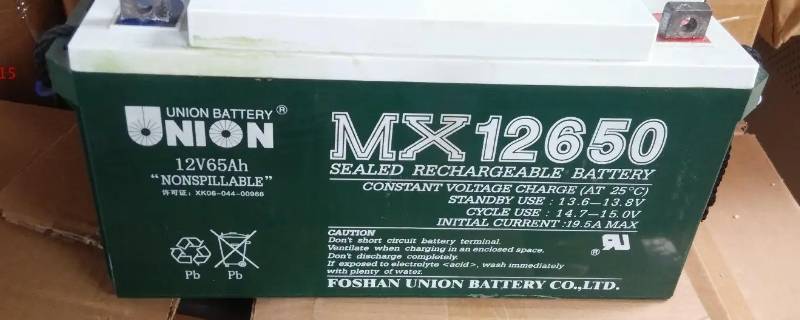 15
UNION BATTERY ®
UNION
12V65Ah
“NONSPILLABLE”
许可证：XK06-044-00986
Pb
Pb
MX12650
SEALED RECHARGEABLE BATTERY
CONSTANT VOLTAGE CHARGE (AT 25°C)
STANDBY USE : 13.6—13.8V
CYCLE USE : 14.7—15.0V
INITIAL CURRENT : 19.5A MAX
CAUTION
Don't short circuit battery terminal.
Ventilate when charging in an enclosed space.
Don't discharge completely.
If exposed to electrolyte <acid>, wash immediately
with plenty of water.
®
FOSHAN UNION BATTERY CO.,LTD.